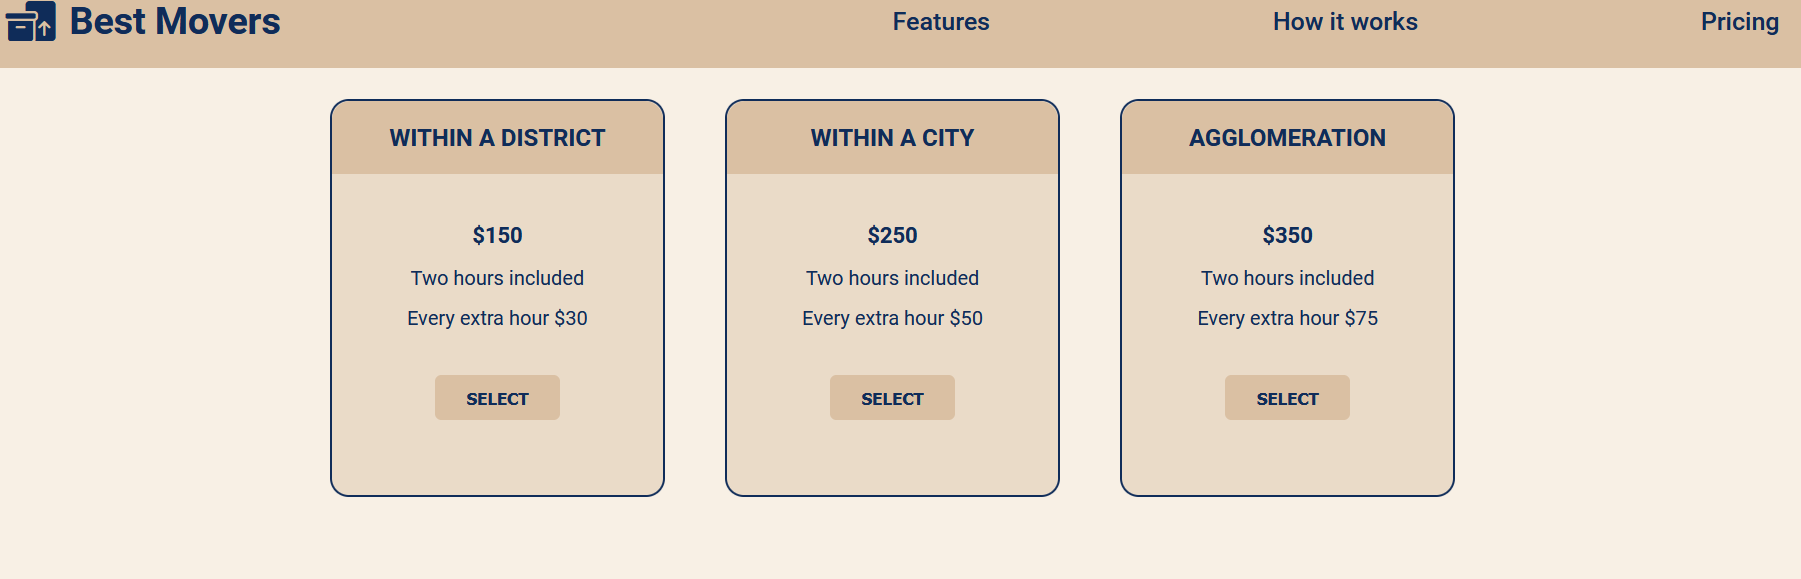 Best Movers
Features
How it works
Pricing
WITHIN A DISTRICT
$150
Two hours included
Every extra hour $30
SELECT
WITHIN A CITY
$250
Two hours included
Every extra hour $50
SELECT
AGGLOMERATION
$350
Two hours included
Every extra hour $75
SELECT